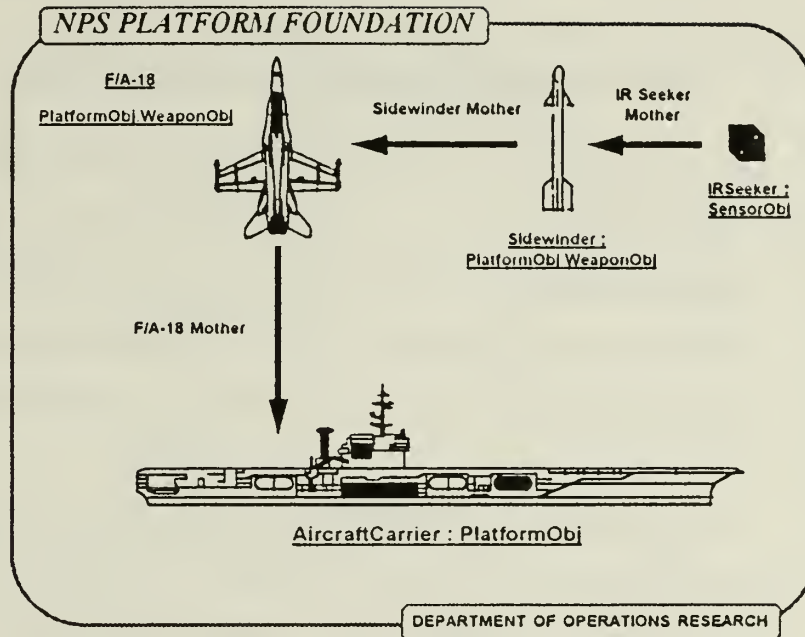 NPS PLATFORM FOUNDATION
F/A-18
PlatformObj,WeaponObj
Sidewinder Mother
IR Seeker
Mother
IRSeeker :
SensorObj
Sidewinder :
PlatformObj,WeaponObj
F/A-18 Mother
AircraftCarrier : PlatformObj
DEPARTMENT OF OPERATIONS RESEARCH